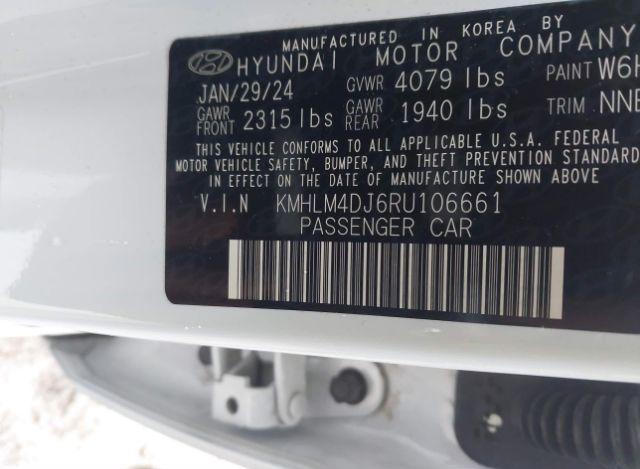 MANUFACTURED IN KOREA BY
HYUNDAI MOTOR COMPANY
JAN/29/24 GVWR 4079 lbs PAINT W6H
GAWR FRONT 2315 lbs GAWR REAR 1940 lbs TRIM NNB
THIS VEHICLE CONFORMS TO ALL APPLICABLE U.S.A. FEDERAL
MOTOR VEHICLE SAFETY, BUMPER, AND THEFT PREVENTION STANDARD
IN EFFECT ON THE DATE OF MANUFACTURE SHOWN ABOVE
V.I.N KMHLM4DJ6RU106661
PASSENGER CAR